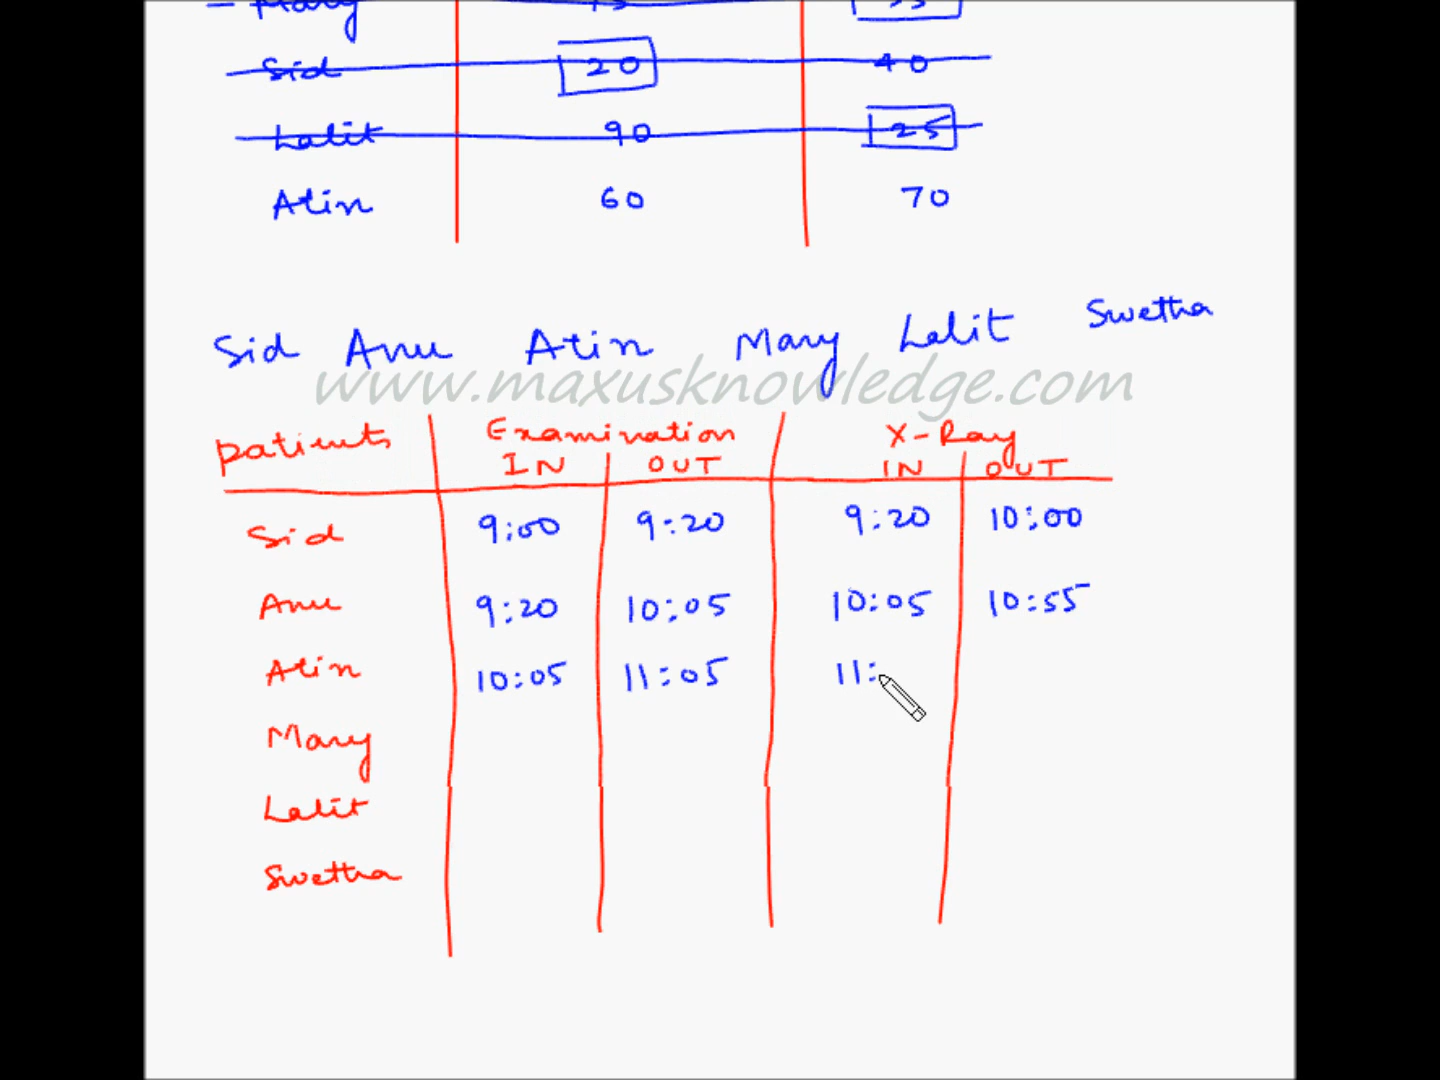 Mary
Sid 20 40
Lalit 90 25
Atin 60 70
Sid Anu Atin Mary Lalit Swetha
www.maxusknowledge.com
Patients Examination X-Ray
IN OUT IN OUT
Sid 9:00 9:20 9:20 10:00
Anu 9:20 10:05 10:05 10:55
Atin 10:05 11:05 11:
Mary
Lalit
Swetha